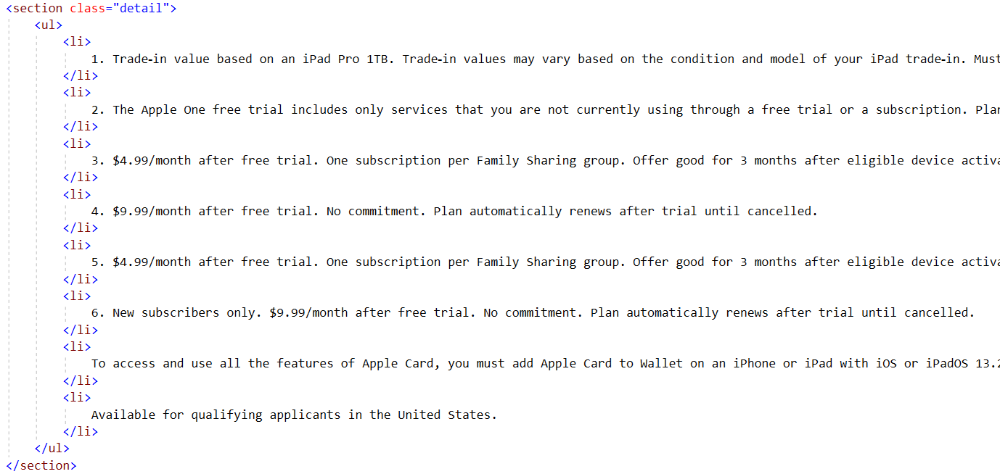 <section class="detail">
<ul>
<li>
1. Trade-in value based on an iPad Pro 1TB. Trade-in values may vary based on the condition and model of your iPad trade-in. Must
</li>
<li>
2. The Apple One free trial includes only services that you are not currently using through a free trial or a subscription.
</li>
<li>
3. $4.99/month after free trial. One subscription per Family Sharing group. Offer good for 3 months after eligible device
</li>
<li>
4. $9.99/month after free trial. No commitment. Plan automatically renews after trial until cancelled.
</li>
<li>
5. $4.99/month after free trial. One subscription per Family Sharing group. Offer good for 3 months after eligible device
</li>
<li>
6. New subscribers only. $9.99/month after free trial. No commitment. Plan automatically renews after trial until cancelled.
</li>
<li>
To access and use all the features of Apple Card, you must add Apple Card to Wallet on an iPhone or iPad with iOS or iPadOS
</li>
<li>
Available for qualifying applicants in the United States.
</li>
</ul>
</section>